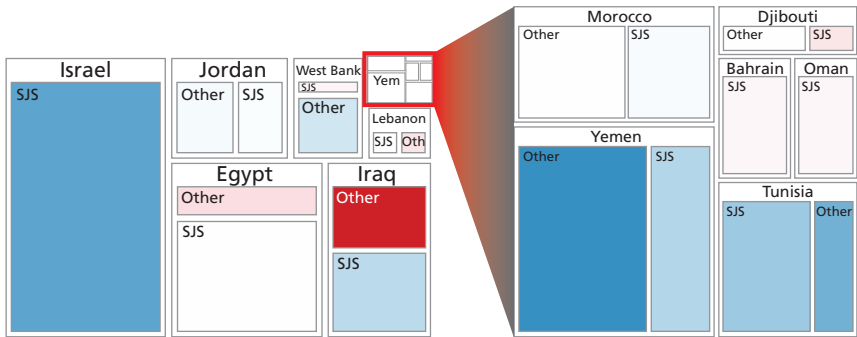 Israel
SJS
Jordan
Other
SJS
West Bank
SJS
Other
Yem
Lebanon
SJS
Oth
Egypt
Other
SJS
Iraq
Other
SJS
Morocco
Other
SJS
Djibouti
Other
SJS
Bahrain
SJS
Oman
SJS
Yemen
Other
SJS
Tunisia
SJS
Other